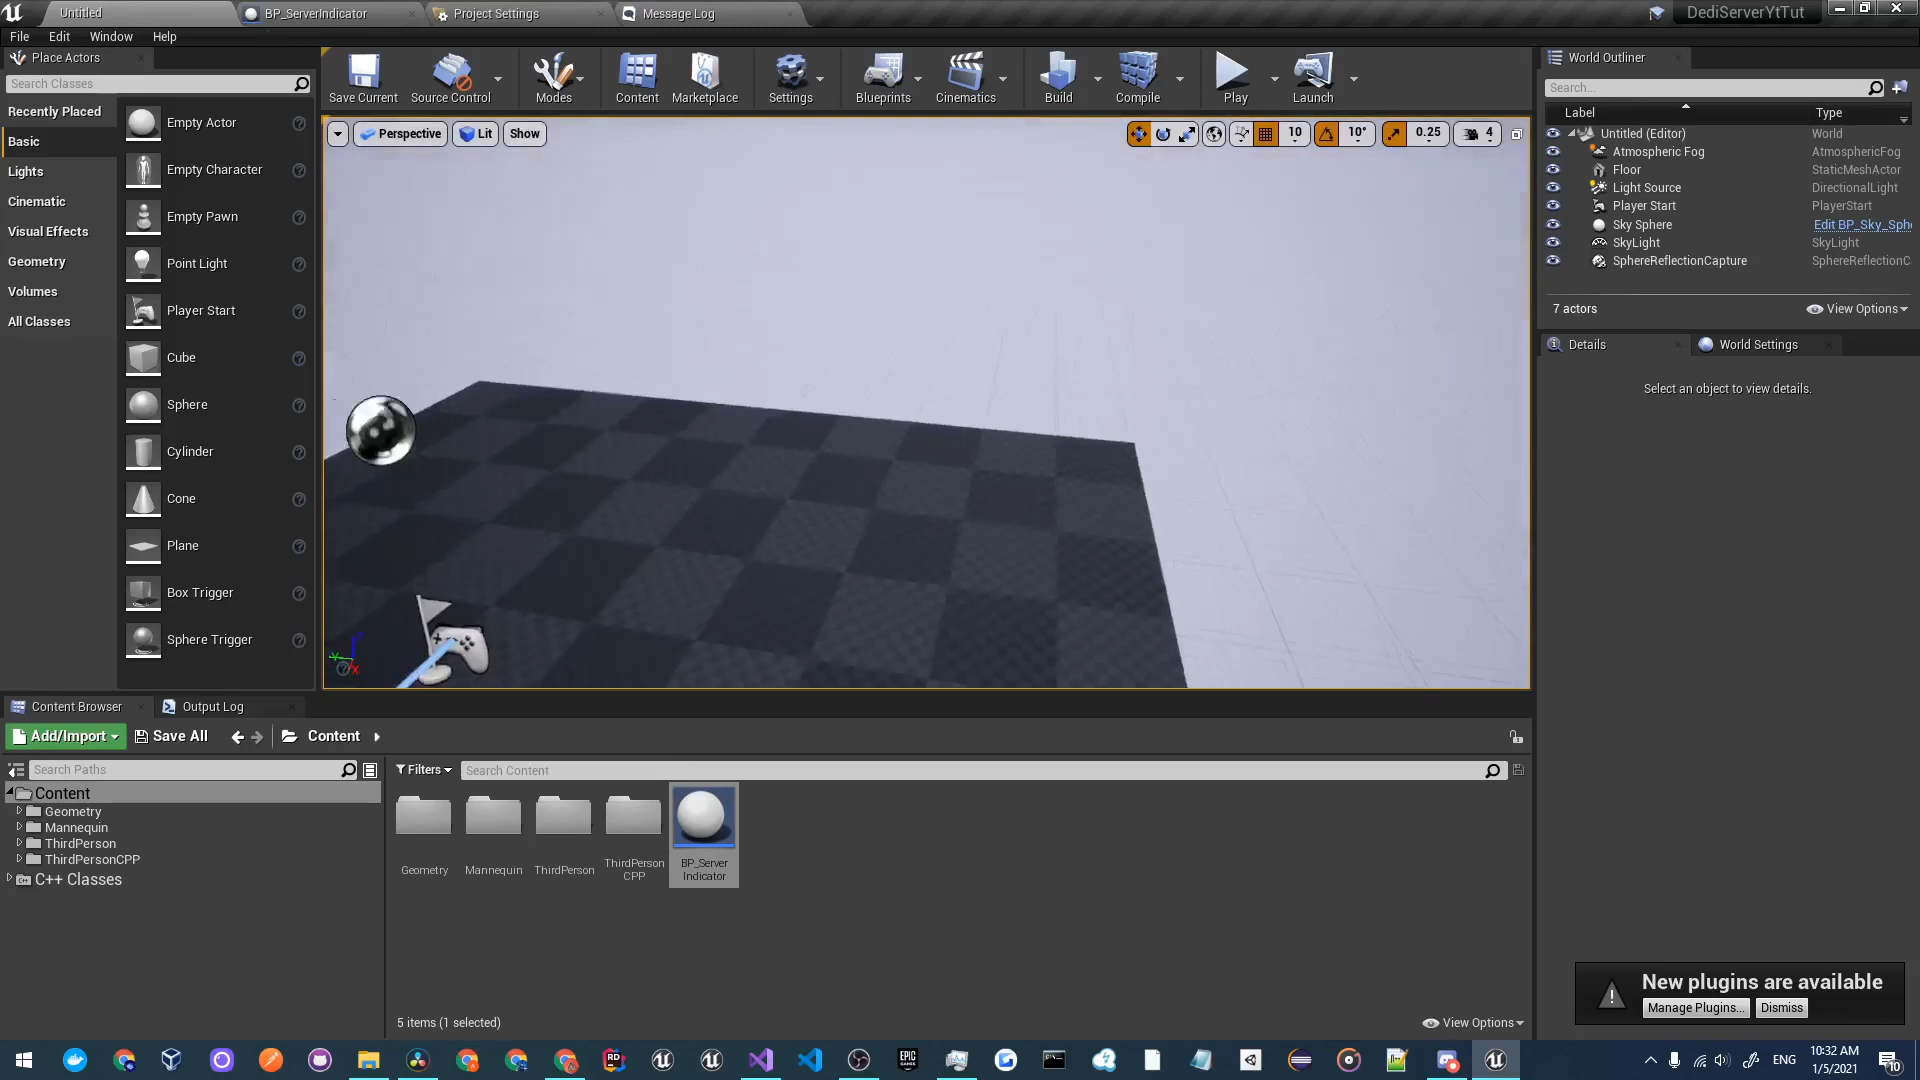 Untitled
BP_ServerIndicator
Project Settings
Message Log
DediServerYtTut
File Edit Window Help
Place Actors
Search Classes
Recently Placed
Basic
Lights
Cinematic
Visual Effects
Geometry
Volumes
All Classes
Empty Actor
Empty Character
Empty Pawn
Point Light
Player Start
Cube
Sphere
Cylinder
Cone
Plane
Box Trigger
Sphere Trigger
Save Current
Source Control
Modes
Content
Marketplace
Settings
Blueprints
Cinematics
Build
Compile
Play
Launch
Perspective
Lit
Show
10
10°
0.25
4
World Outliner
Search...
Label Type
Untitled (Editor) World
Atmospheric Fog AtmosphericFog
Floor StaticMeshActor
Light Source DirectionalLight
Player Start PlayerStart
Sky Sphere Edit BP_Sky_Sph
SkyLight SkyLight
SphereReflectionCapture SphereReflectionC
7 actors
View Options
Details
World Settings
Select an object to view details.
Content Browser
Output Log
Add/Import
Save All
Content
Search Paths
Content
Geometry
Mannequin
ThirdPerson
ThirdPersonCPP
C++ Classes
Filters
Search Content
Geometry
Mannequin
ThirdPerson
ThirdPerson
CPP
BP_Server
Indicator
5 items (1 selected)
View Options
New plugins are available
Manage Plugins...
Dismiss
RD
EPIC
GAMES
ENG
10:32 AM
1/5/2021
10